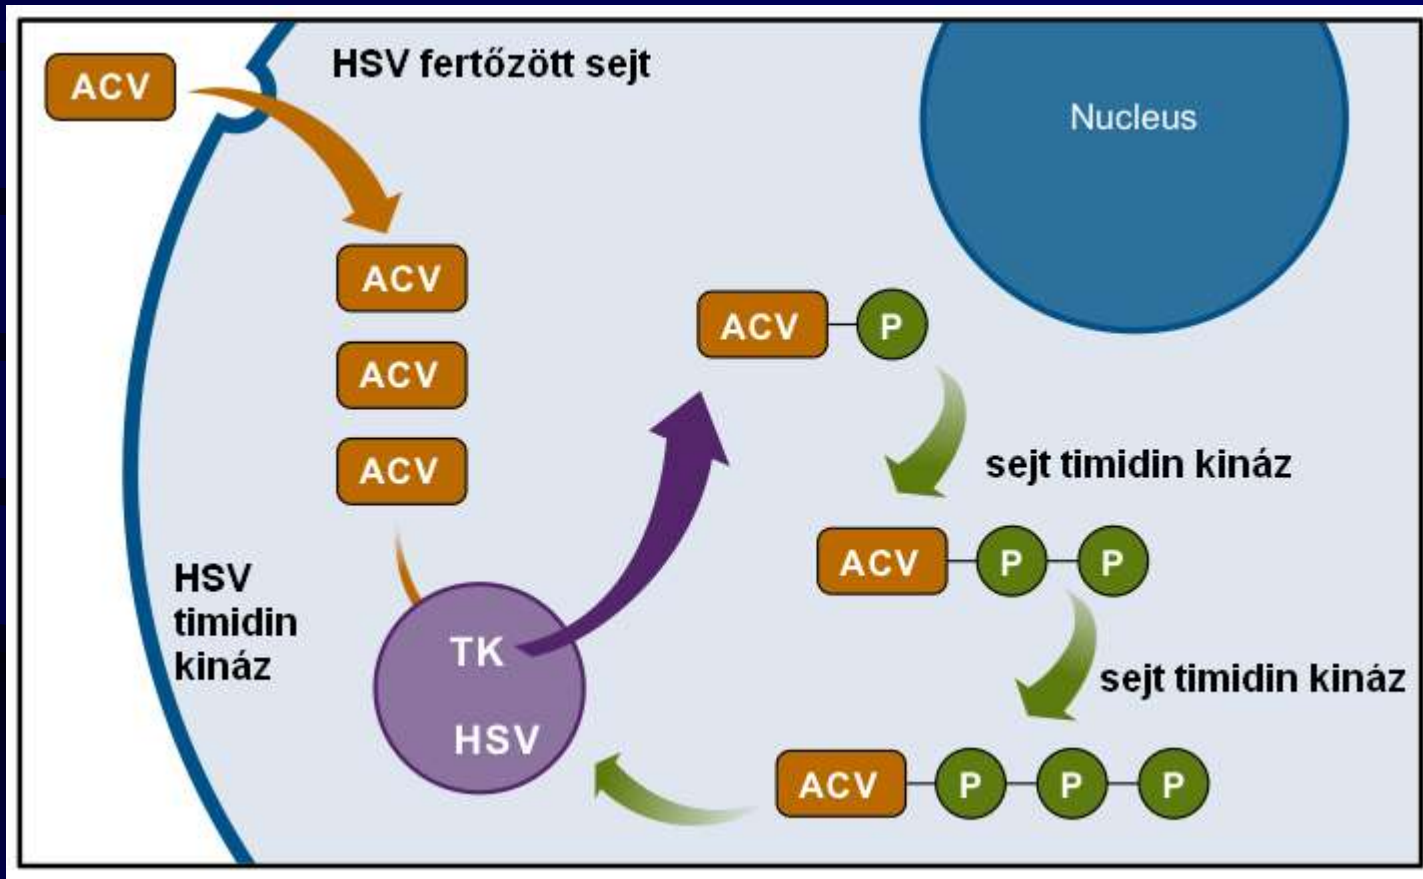 ACV
HSV fertőzött sejt
Nucleus
ACV
ACV
ACV
ACV P
sejt timidin kináz
ACV P P
HSV
timidin
kináz
TK
HSV
sejt timidin kináz
ACV P P P